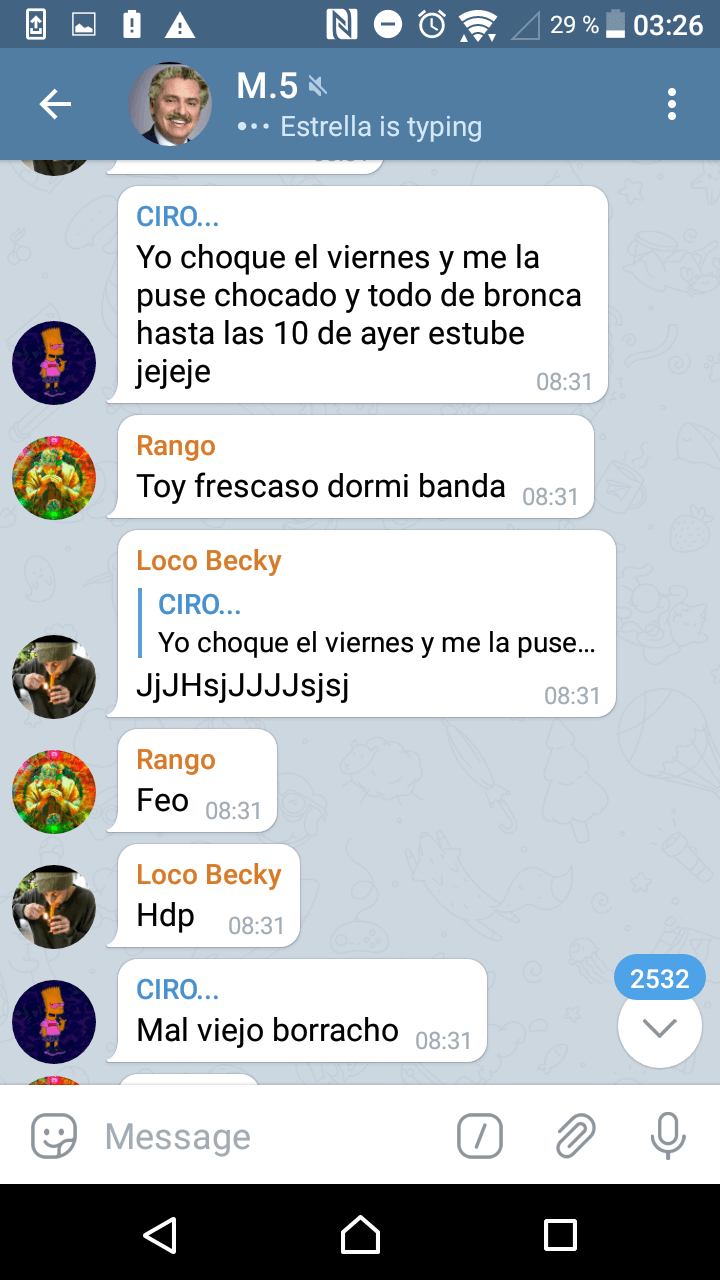 29 % 03:26
M.5
Estrella is typing
CIRO...
Yo choque el viernes y me la
puse chocado y todo de bronca
hasta las 10 de ayer estube
jejeje 08:31
Rango
Toy frescaso dormi banda 08:31
Loco Becky
CIRO...
Yo choque el viernes y me la puse...
JjJHsjJJJJsjsj 08:31
Rango
Feo 08:31
Loco Becky
Hdp 08:31
2532
CIRO...
Mal viejo borracho 08:31
Message